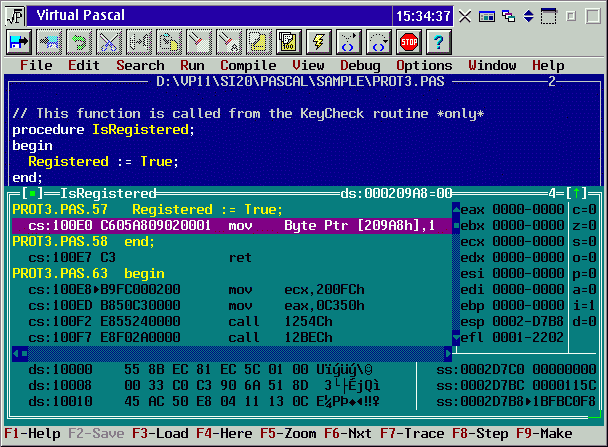 Virtual Pascal 15:34:37
File Edit Search Run Compile View Debug Options Window Help
D:\VP11\SI20\PASCAL\SAMPLE\PROT3.PAS 2
// This function is called from the KeyCheck routine *only*
procedure IsRegistered;
begin
Registered := True;
end;
IsRegistered ds:000209A8=00 4=[↑]
PROT3.PAS.57 Registered := True; eax 0000-0000 c=0
cs:100E0 C605A809020001 mov Byte Ptr [209A8h],1 ebx 0000-0000 z=0
PROT3.PAS.58 end; ecx 0000-0000 s=0
cs:100E7 C3 ret edx 0000-0000 o=0
PROT3.PAS.63 begin esi 0000-0000 p=0
cs:100E8▶B9FC000200 mov ecx,200FCh edi 0000-0000 a=0
cs:100ED B850C30000 mov eax,0C350h ebp 0000-0000 i=1
cs:100F2 E855240000 call 1254Ch esp 0002-D7B8 d=0
cs:100F7 E8F02A0000 call 12BECh efl 0001-2202
ds:10000 55 8B EC 81 EC 5C 01 00 ss:0002D7C0 00000000
ds:10008 00 33 C0 C3 90 6A 51 8D ss:0002D7BC 0000115C
ds:10010 45 AC 50 E8 04 11 13 0C ss:0002D7B8▶1BFBC0F8
F1-Help F2-Save F3-Load F4-Here F5-Zoom F6-Nxt F7-Trace F8-Step F9-Make